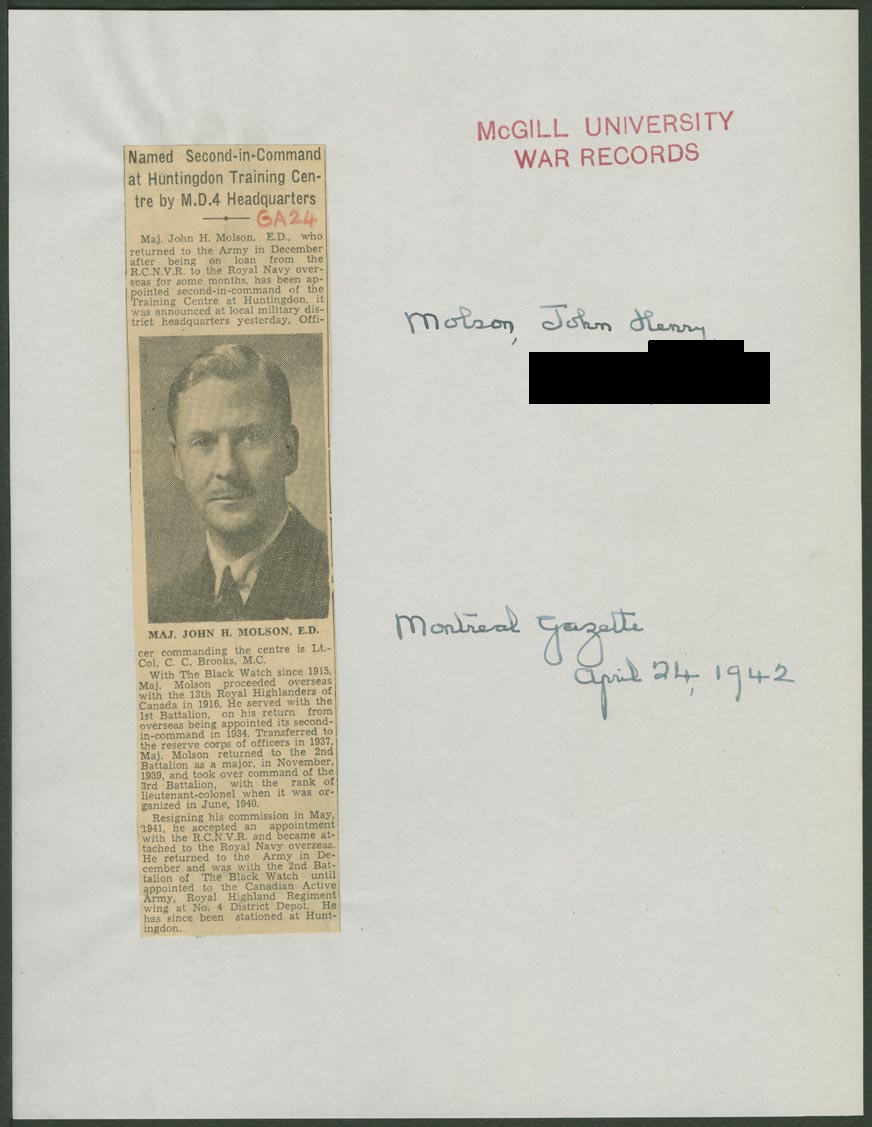 McGILL UNIVERSITY
WAR RECORDS
Named Second-in-Command
at Huntingdon Training Cen-
tre by M.D.4 Headquarters
GA24
Maj. John H. Molson, E.D., who
returned to the Army in December
after being on loan from the
R.C.N.V.R. to the Royal Navy over-
seas for some months, has been ap-
pointed second-in-command of the
Training Centre at Huntingdon, it
was announced at local military dis-
trict headquarters yesterday. Offi-
MAJ. JOHN H. MOLSON, E.D.
cer commanding the centre is Lt.-
Col. C. C. Brooks, M.C.
With The Black Watch since 1915,
Maj. Molson proceeded overseas
with the 13th Royal Highlanders of
Canada in 1916. He served with the
1st Battalion, on his return from
overseas being appointed its second-
in-command in 1934. Transferred to
the reserve corps of officers in 1937,
Maj. Molson returned to the 2nd
Battalion as a major, in November,
1939, and took over command of the
3rd Battalion, with the rank of
lieutenant-colonel when it was or-
ganized in June, 1940.
Resigning his commission in May,
1941, he accepted an appointment
with the R.C.N.V.R. and became at-
tached to the Royal Navy overseas.
He returned to the Army in De-
cember and was with the 2nd Bat-
talion of The Black Watch until
appointed to the Canadian Active
Army, Royal Highland Regiment
wing at No. 4 District Depot. He
has since been stationed at Hunt-
ingdon.
Molson, John Henry
Montreal Gazette
April 24, 1942